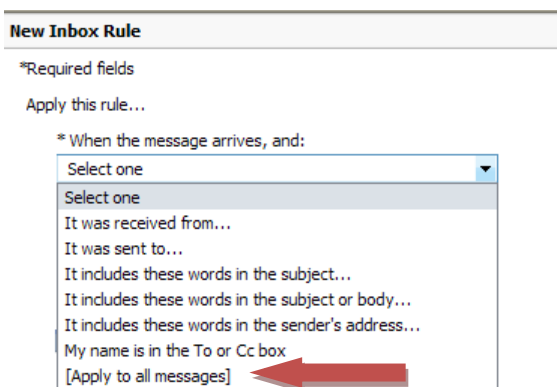 New Inbox Rule
*Required fields
Apply this rule...
* When the message arrives, and:
Select one
Select one
It was received from...
It was sent to...
It includes these words in the subject...
It includes these words in the subject or body...
It includes these words in the sender's address...
My name is in the To or Cc box
[Apply to all messages]